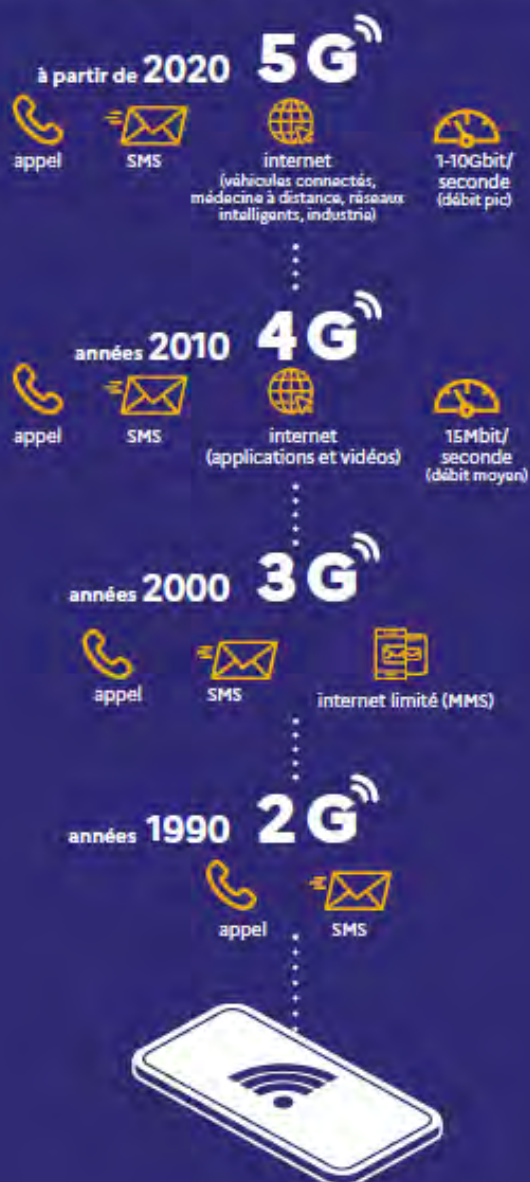 à partir de 2020 5G
appel
SMS
internet
(véhicules connectés,
médecine à distance, réseaux
intelligents, industrie)
1-10Gbit/
seconde
(débit pic)
années 2010 4G
appel
SMS
internet
(applications et vidéos)
15Mbit/
seconde
(débit moyen)
années 2000 3G
appel
SMS
internet limité (MMS)
années 1990 2G
appel
SMS